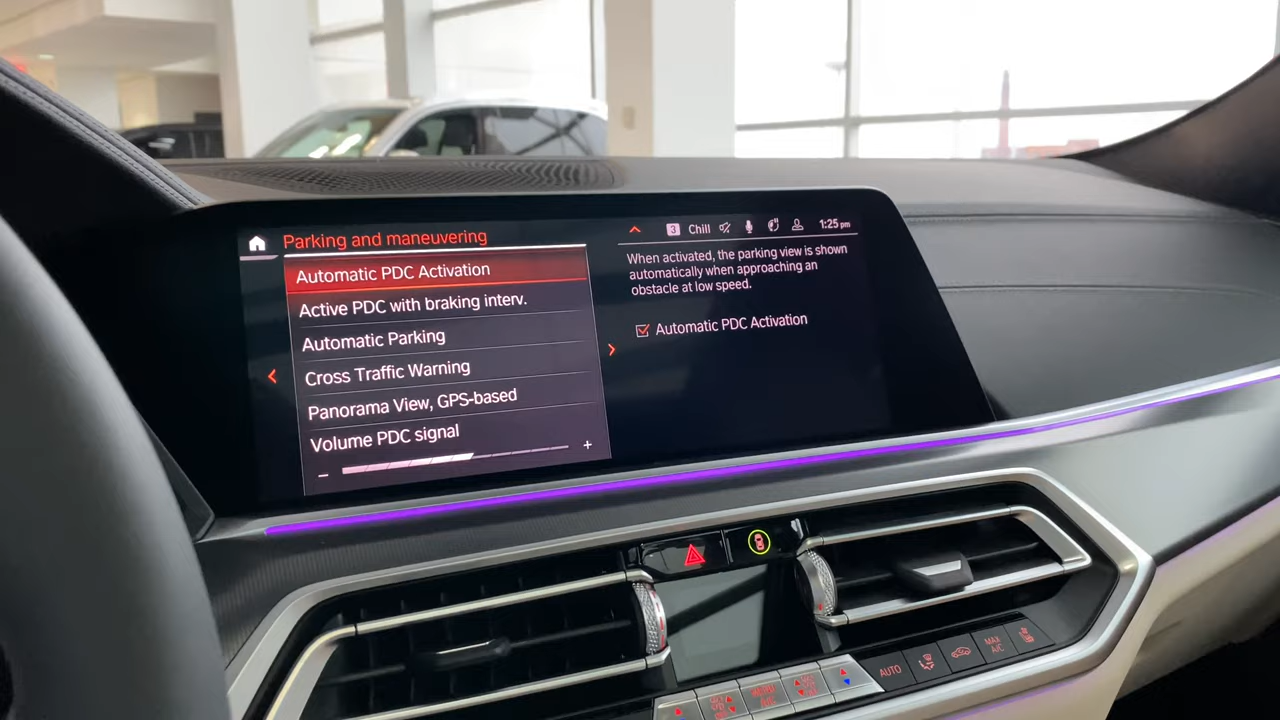 Parking and maneuvering
3 Chill 1:25 pm
Automatic PDC Activation
Active PDC with braking interv.
Automatic Parking
Cross Traffic Warning
Panorama View, GPS-based
Volume PDC signal
− +
When activated, the parking view is shown
automatically when approaching an
obstacle at low speed.
Automatic PDC Activation
AUTO
MAX
A/C